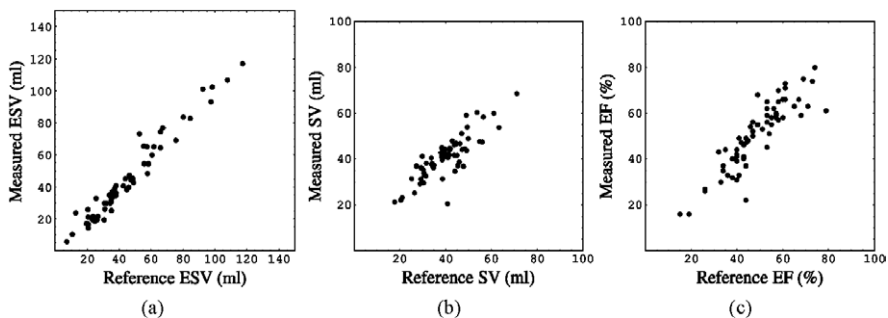 140
120
100
80
60
40
20
Measured ESV (ml)
20 40 60 80 100 120 140
Reference ESV (ml)
(a)
100
80
60
40
20
Measured SV (ml)
20 40 60 80 100
Reference SV (ml)
(b)
100
80
60
40
20
Measured EF (%)
20 40 60 80 100
Reference EF (%)
(c)